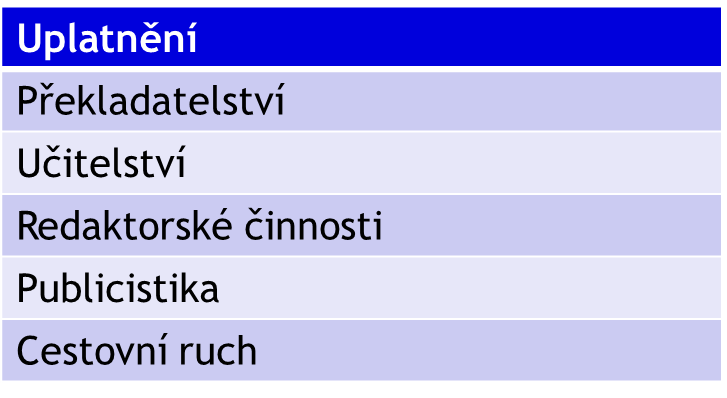 Uplatnění
Překladatelství
Učitelství
Redaktorské činnosti
Publicistika
Cestovní ruch